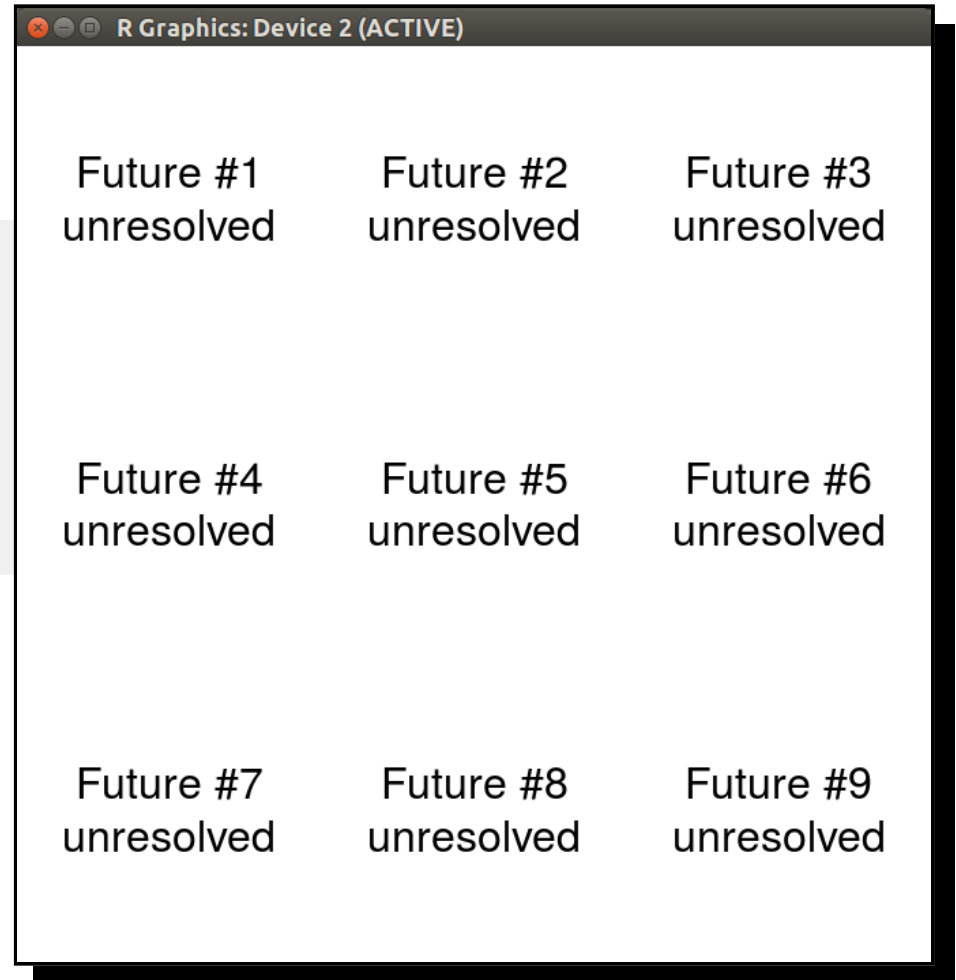 R Graphics: Device 2 (ACTIVE)
Future #1
unresolved
Future #2
unresolved
Future #3
unresolved
Future #4
unresolved
Future #5
unresolved
Future #6
unresolved
Future #7
unresolved
Future #8
unresolved
Future #9
unresolved